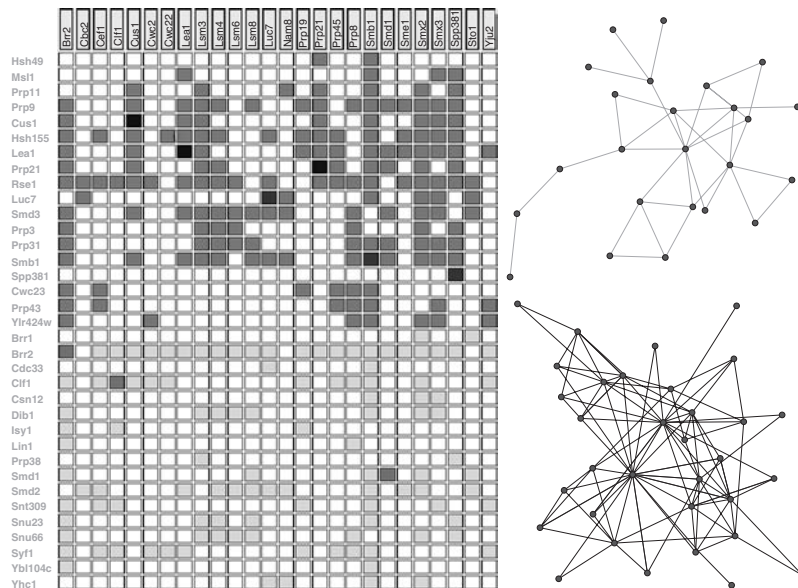 Brr2
Cbc2
Cef1
Clf1
Cus1
Cwc2
Cwc22
Lea1
Lsm3
Lsm4
Lsm6
Lsm8
Luc7
Nam8
Prp19
Prp21
Prp45
Prp8
Smb1
Smd1
Sme1
Smx2
Smx3
Spp381
Sto1
Yju2
Hsh49
Msl1
Prp11
Prp9
Cus1
Hsh155
Lea1
Prp21
Rse1
Luc7
Smd3
Prp3
Prp31
Smb1
Spp381
Cwc23
Prp43
Ylr424w
Brr1
Brr2
Cdc33
Clf1
Csn12
Dib1
Isy1
Lin1
Prp38
Smd1
Smd2
Snt309
Snu23
Snu66
Syf1
Ybl104c
Yhc1